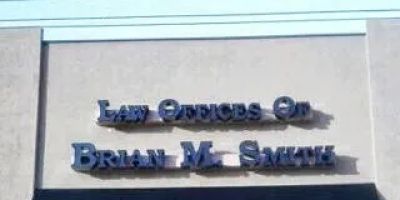 Law Offices Of
Brian M. Smith